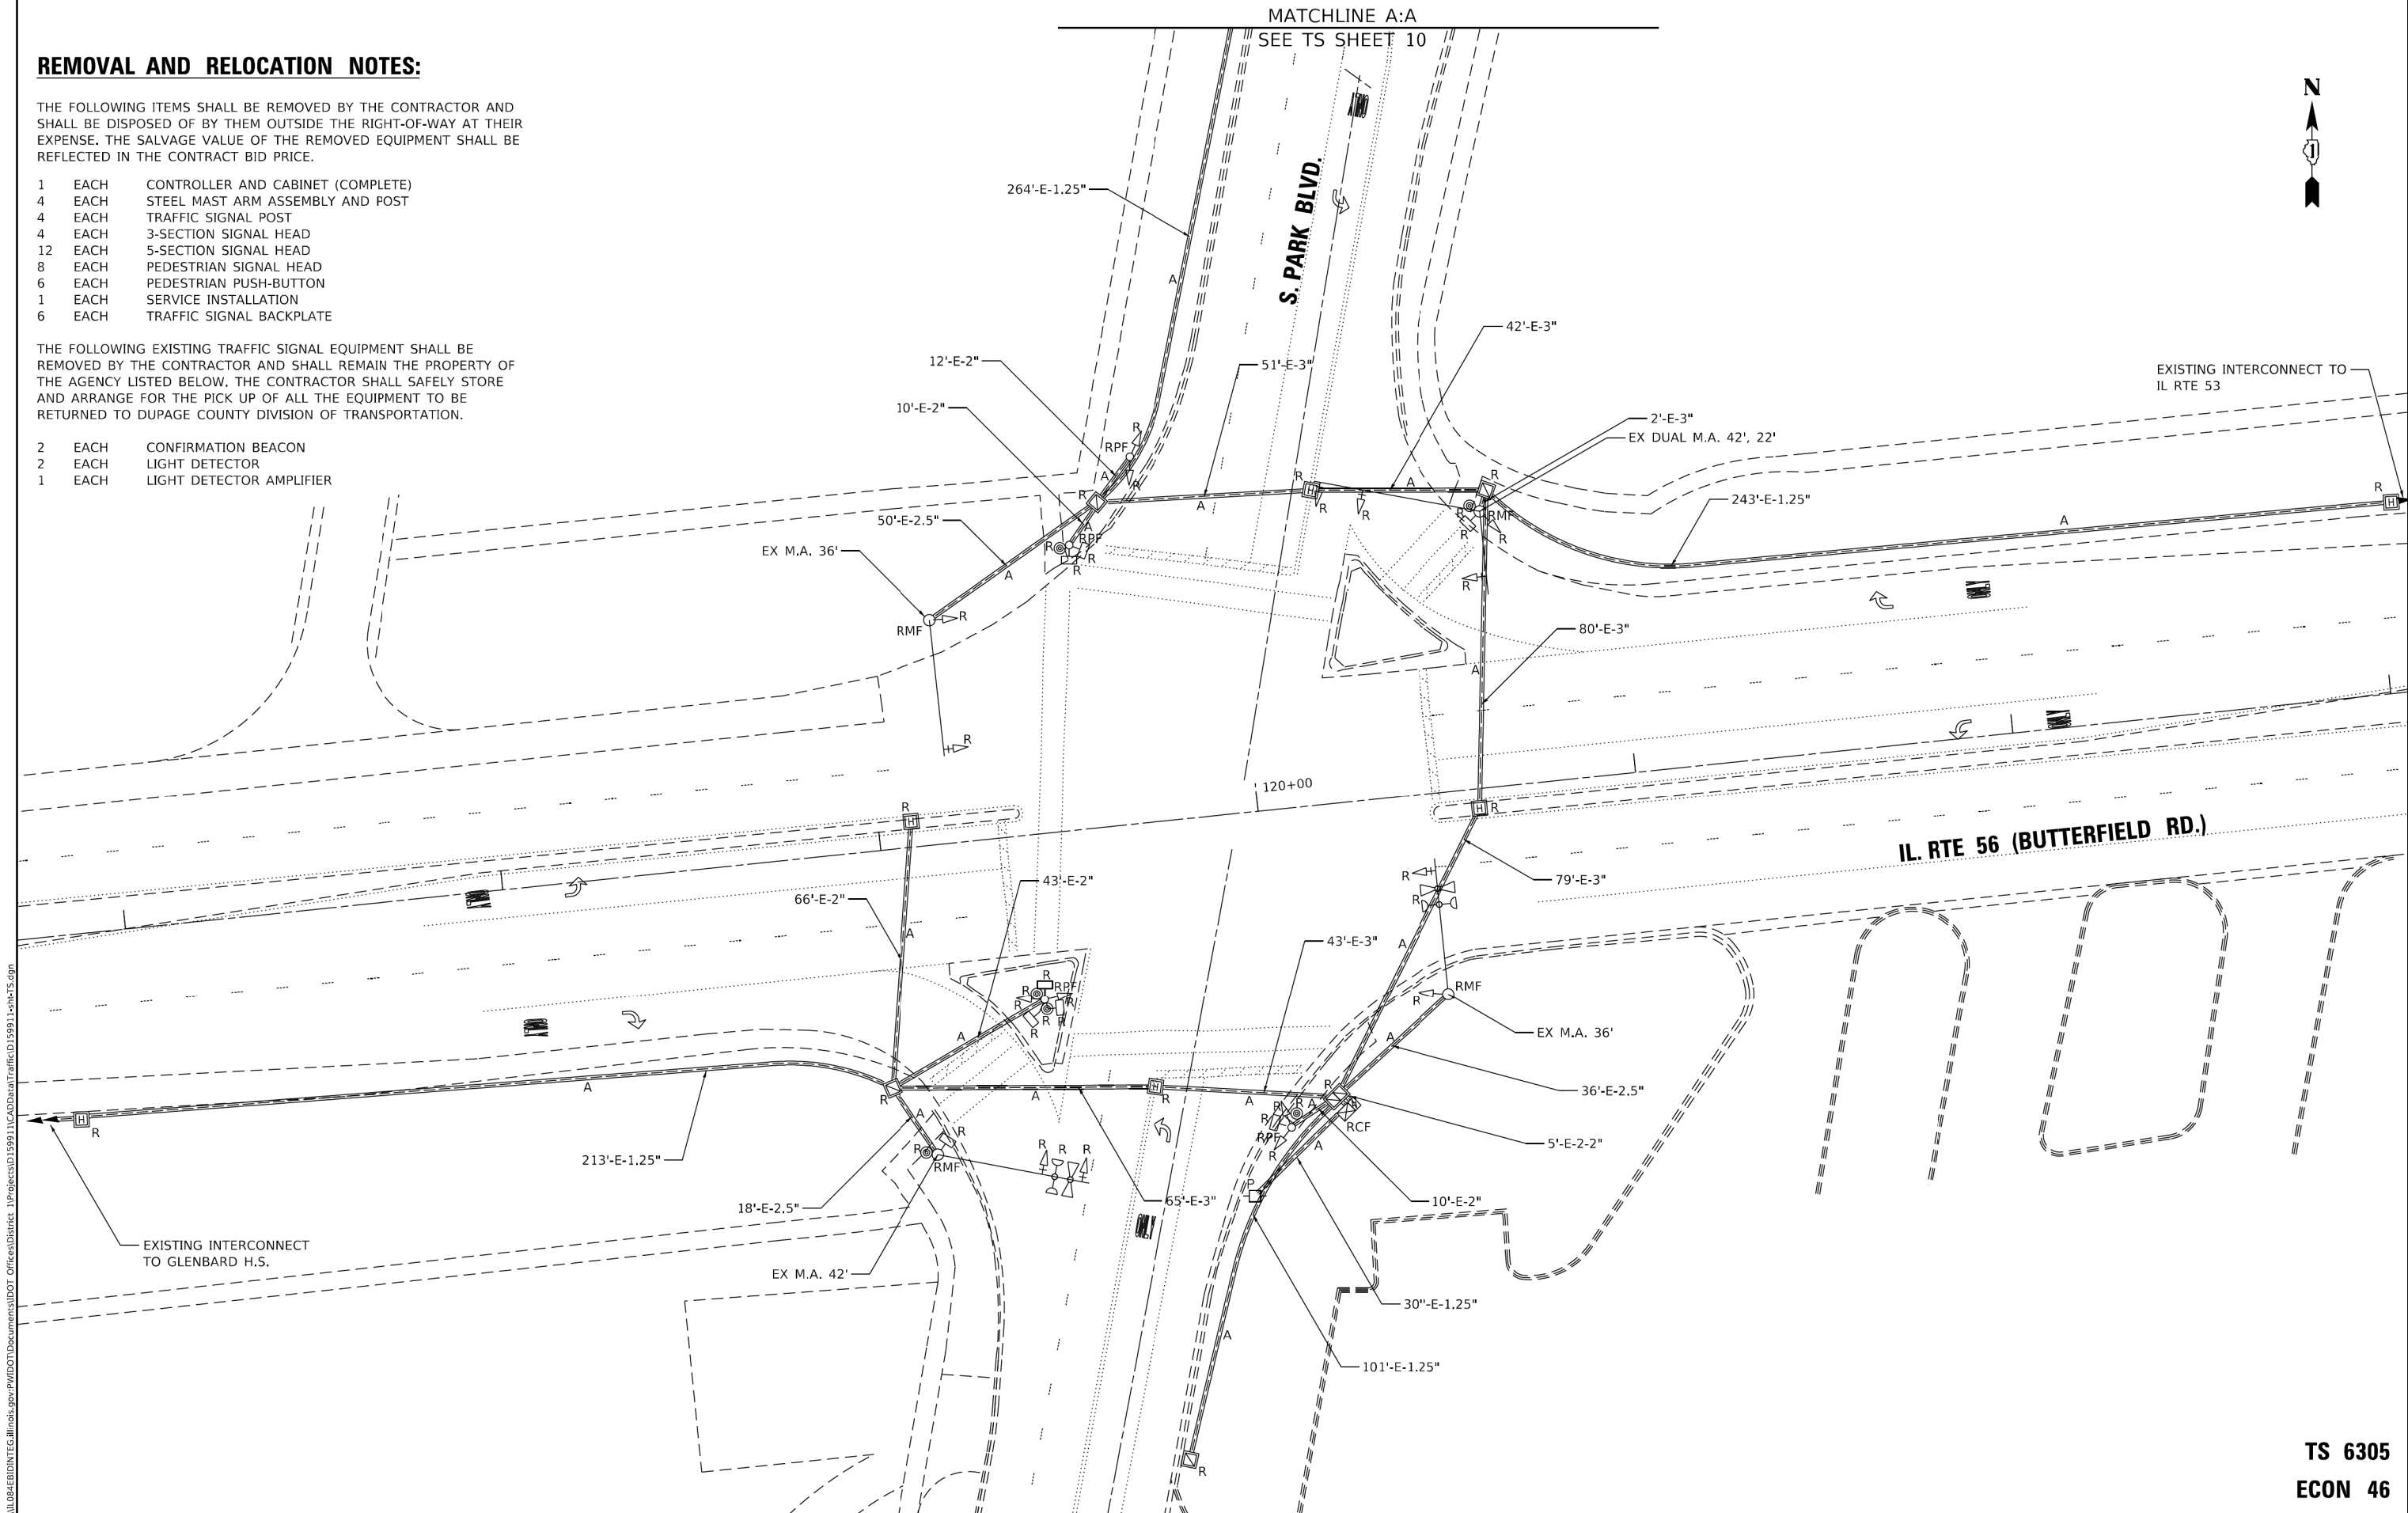 MATCHLINE A:A
SEE TS SHEET 10
REMOVAL AND RELOCATION NOTES:
THE FOLLOWING ITEMS SHALL BE REMOVED BY THE CONTRACTOR AND
SHALL BE DISPOSED OF BY THEM OUTSIDE THE RIGHT-OF-WAY AT THEIR
EXPENSE. THE SALVAGE VALUE OF THE REMOVED EQUIPMENT SHALL BE
REFLECTED IN THE CONTRACT BID PRICE.
1 EACH CONTROLLER AND CABINET (COMPLETE)
4 EACH STEEL MAST ARM ASSEMBLY AND POST
4 EACH TRAFFIC SIGNAL POST
4 EACH 3-SECTION SIGNAL HEAD
12 EACH 5-SECTION SIGNAL HEAD
8 EACH PEDESTRIAN SIGNAL HEAD
6 EACH PEDESTRIAN PUSH-BUTTON
1 EACH SERVICE INSTALLATION
6 EACH TRAFFIC SIGNAL BACKPLATE
THE FOLLOWING EXISTING TRAFFIC SIGNAL EQUIPMENT SHALL BE
REMOVED BY THE CONTRACTOR AND SHALL REMAIN THE PROPERTY OF
THE AGENCY LISTED BELOW. THE CONTRACTOR SHALL SAFELY STORE
AND ARRANGE FOR THE PICK UP OF ALL THE EQUIPMENT TO BE
RETURNED TO DUPAGE COUNTY DIVISION OF TRANSPORTATION.
2 EACH CONFIRMATION BEACON
2 EACH LIGHT DETECTOR
1 EACH LIGHT DETECTOR AMPLIFIER
N
1
S. PARK BLVD.
264'-E-1.25"
A
42'-E-3"
12'-E-2"
51'-E-3"
EXISTING INTERCONNECT TO
IL RTE 53
10'-E-2"
2'-E-3"
EX DUAL M.A. 42', 22'
R
RPF
A
R
R
R
H
A
R
R
H
243'-E-1.25"
50'-E-2.5"
A
R
R
R
RMF
A
EX M.A. 36'
A
R
RPF
R
R
R
R
A
R
RMF
R
80'-E-3"
A
R
120+00
R
H
H
R
IL. RTE 56 (BUTTERFIELD RD.)
43'-E-2"
79'-E-3"
66'-E-2"
R
R
A
43'-E-3"
A
R
RPF
R
R
R
R
R
R
RMF
R
EX M.A. 36'
A
A
36'-E-2.5"
A
R
H
R
A
R
A
H
R
A
R
R
A
R
R
RCF
RPF
R
5'-E-2-2"
213'-E-1.25"
A
R
R
RMF
R
R
R
A
P
18'-E-2.5"
65'-E-3"
10'-E-2"
EXISTING INTERCONNECT
TO GLENBARD H.S.
EX M.A. 42'
30''-E-1.25"
A
101'-E-1.25"
R
TS 6305
ECON 46